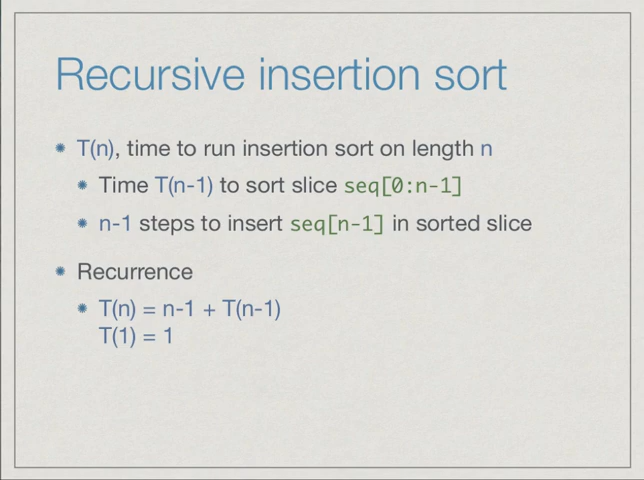 Recursive insertion sort
T(n), time to run insertion sort on length n
Time T(n-1) to sort slice seq[0:n-1]
n-1 steps to insert seq[n-1] in sorted slice
Recurrence
T(n) = n-1 + T(n-1)
T(1) = 1